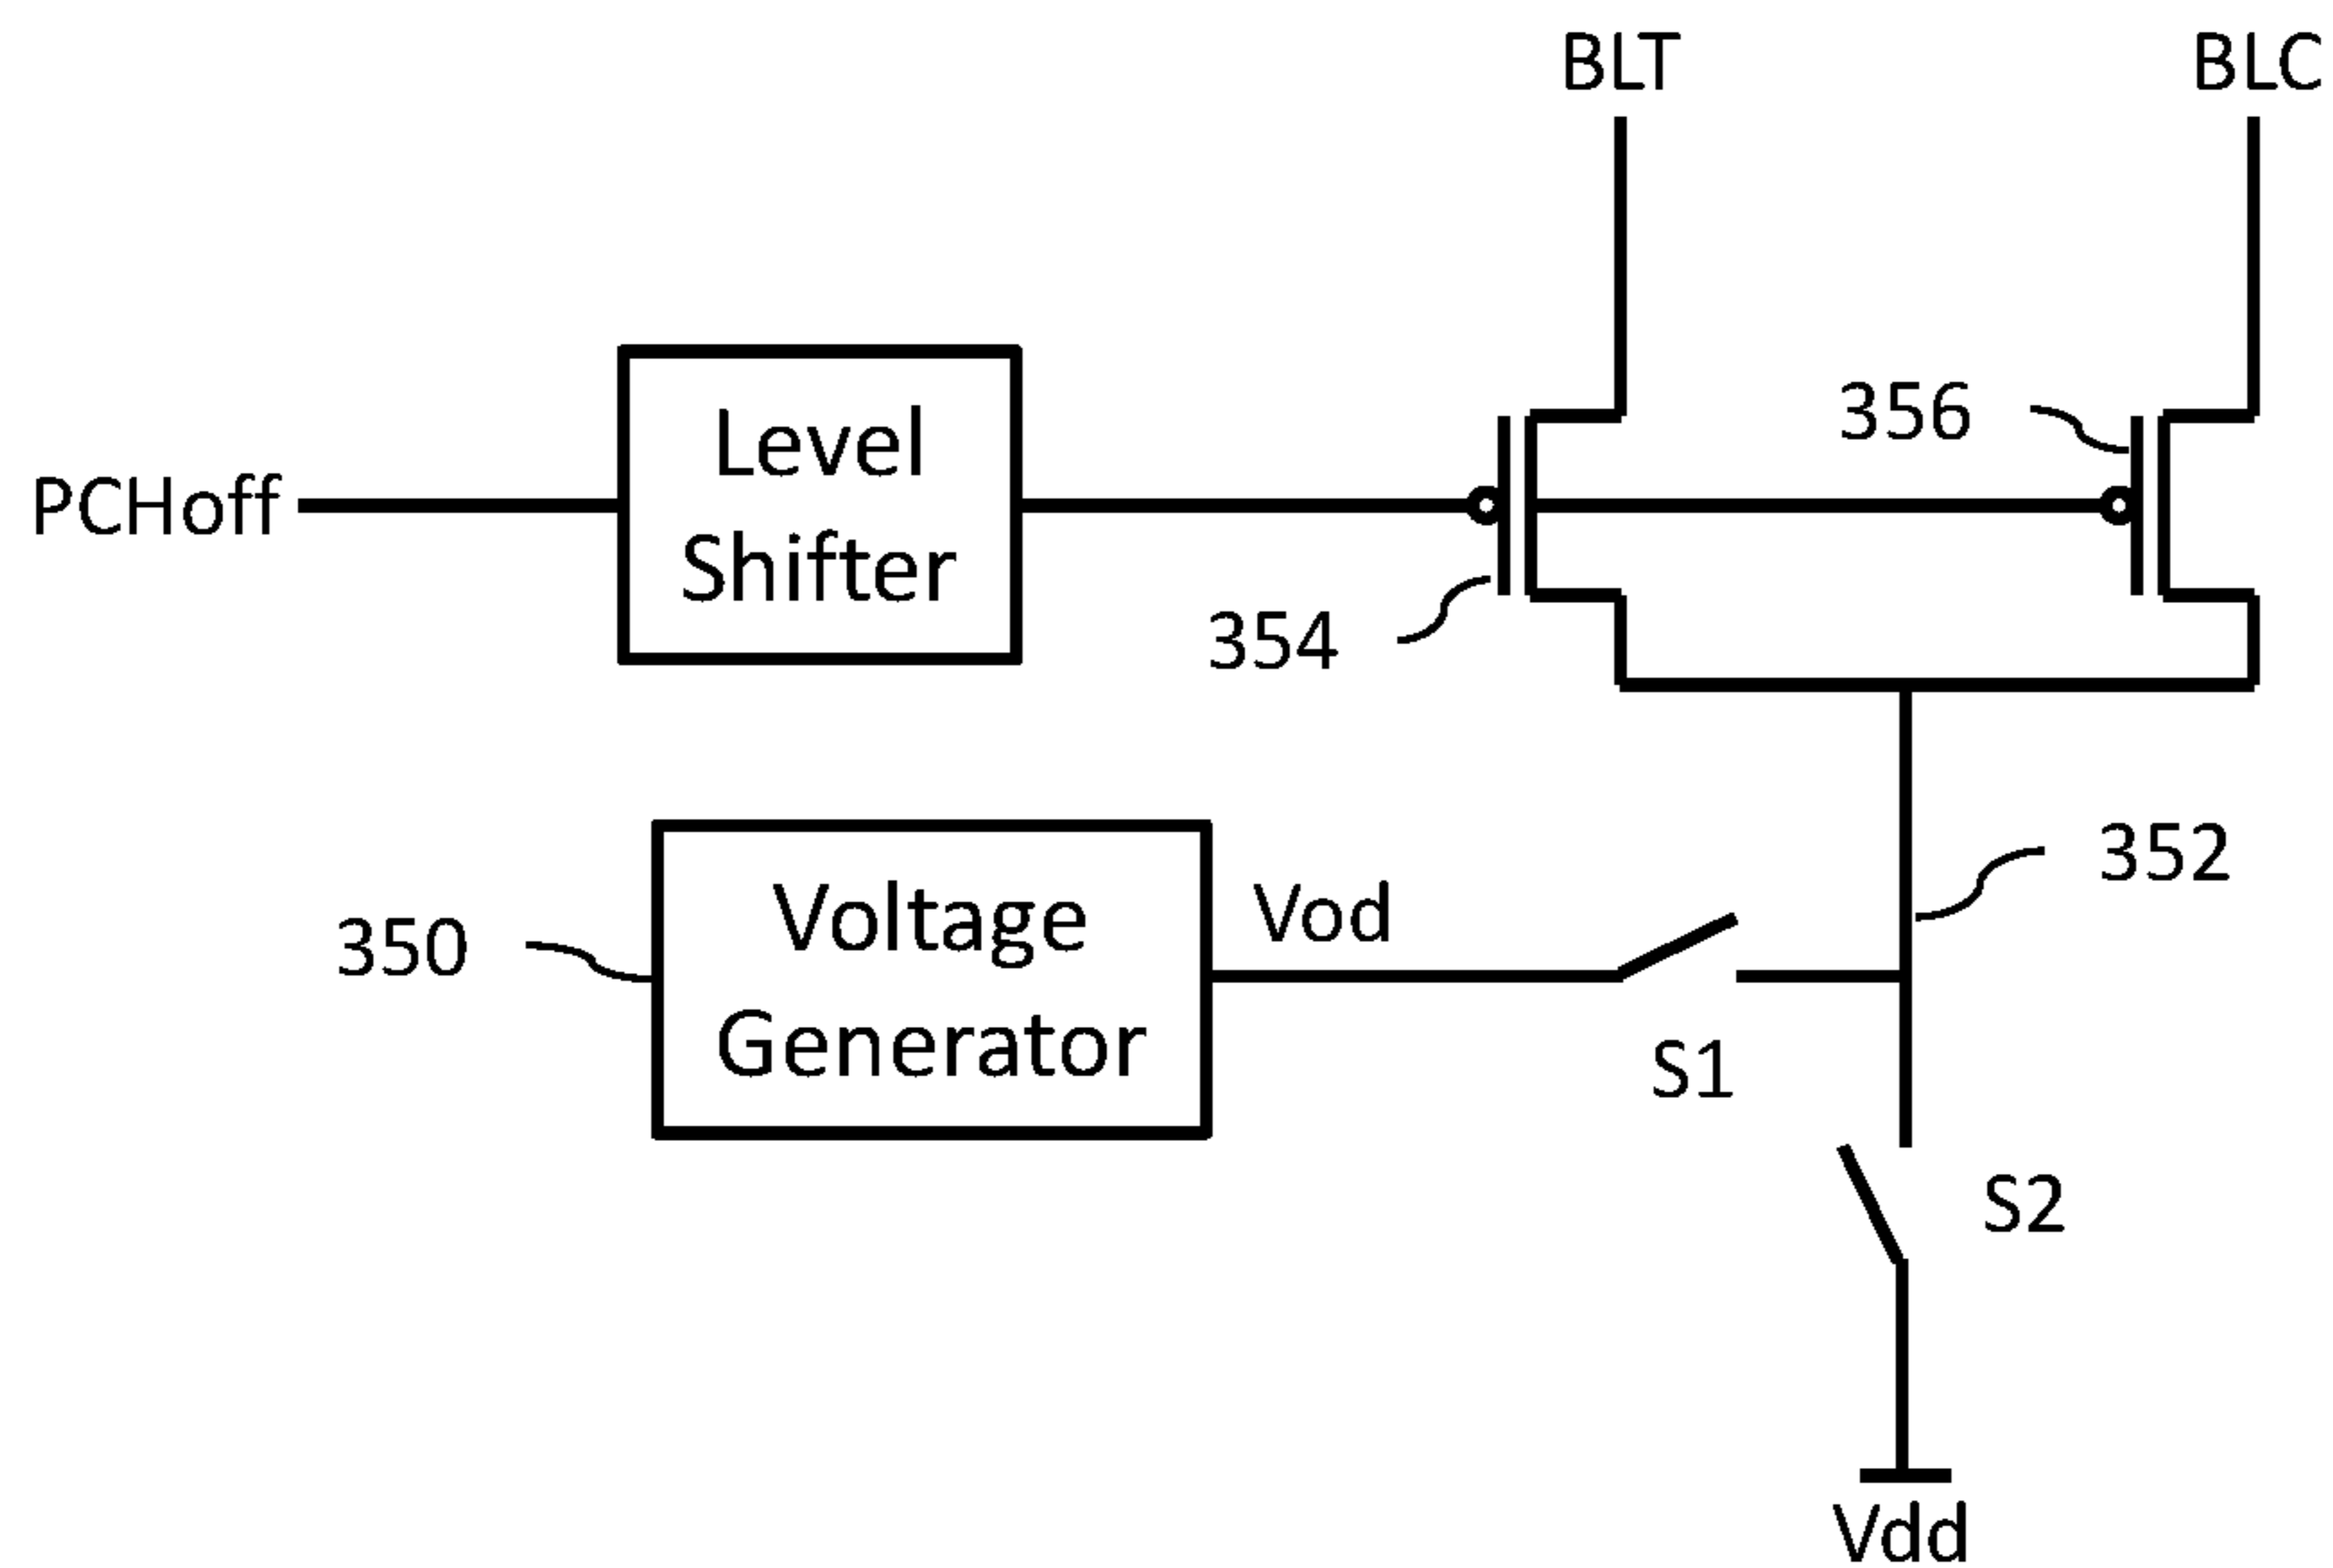 BLT
BLC
356
Level
Shifter
PCHoff
354
352
Voltage
Generator
Vod
350
S1
S2
Vdd